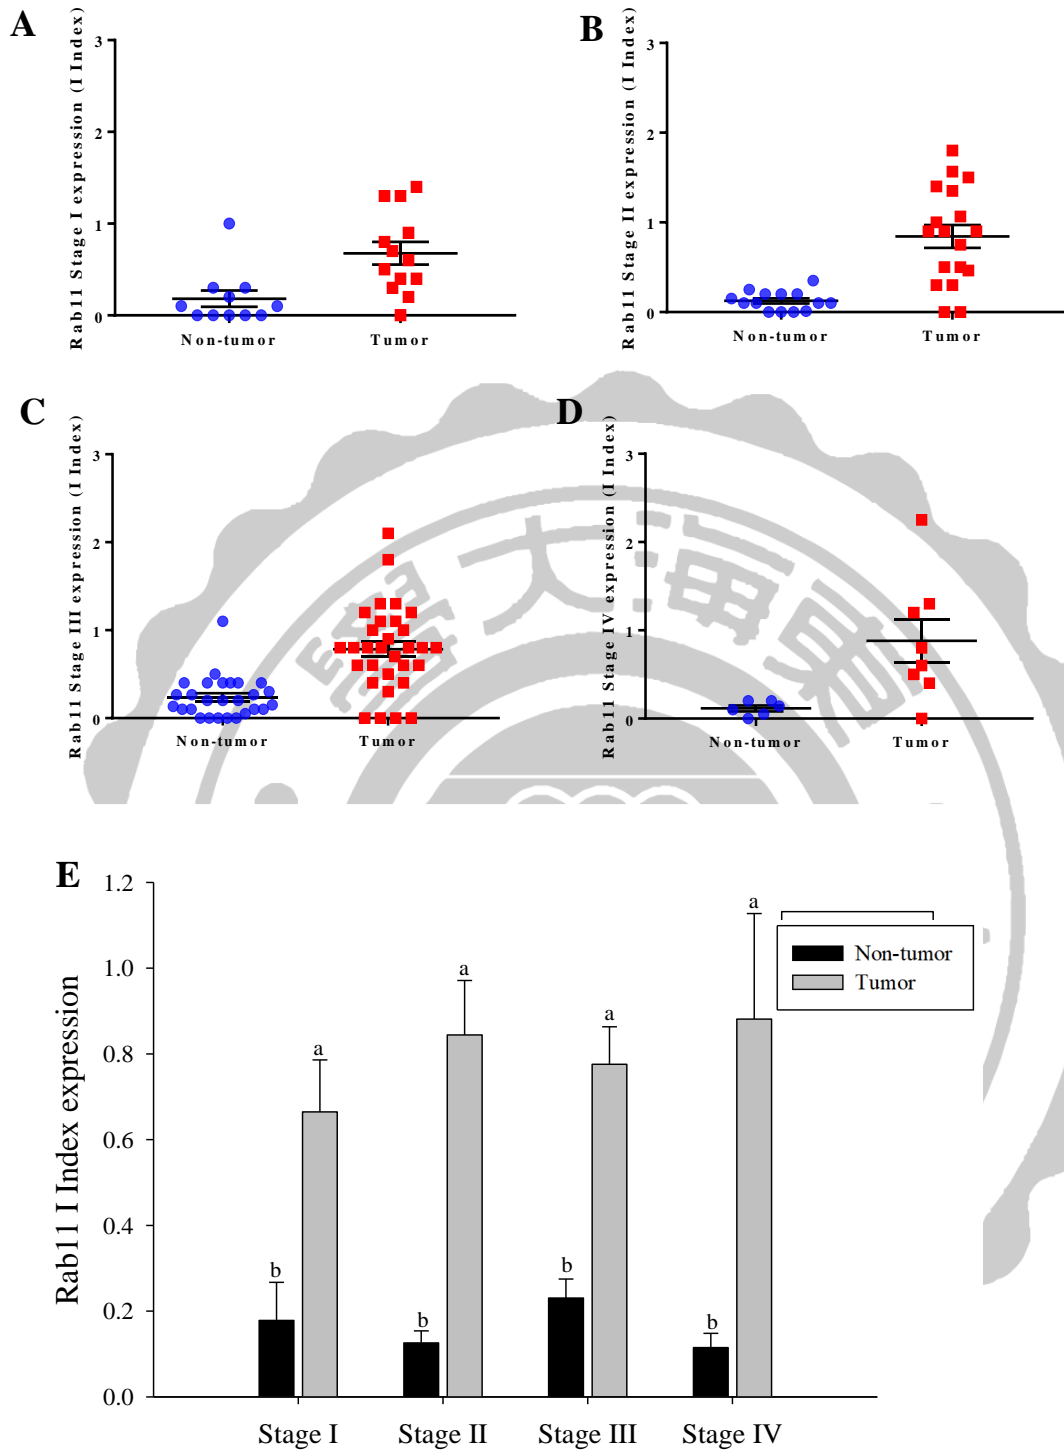 A
Rab11 Stage I expression (I Index)
3
2
1
0
Non-tumor
Tumor
B
Rab11 Stage II expression (I Index)
3
2
1
0
Non-tumor
Tumor
C
Rab11 Stage III expression (I Index)
3
2
1
0
Non-tumor
Tumor
D
Rab11 Stage IV expression (I Index)
3
2
1
0
Non-tumor
Tumor
大海
E
Rab11 I Index expression
1.2
1.0
0.8
0.6
0.4
0.2
0.0
a
a
a
a
b
b
b
b
Non-tumor
Tumor
Stage I
Stage II
Stage III
Stage IV